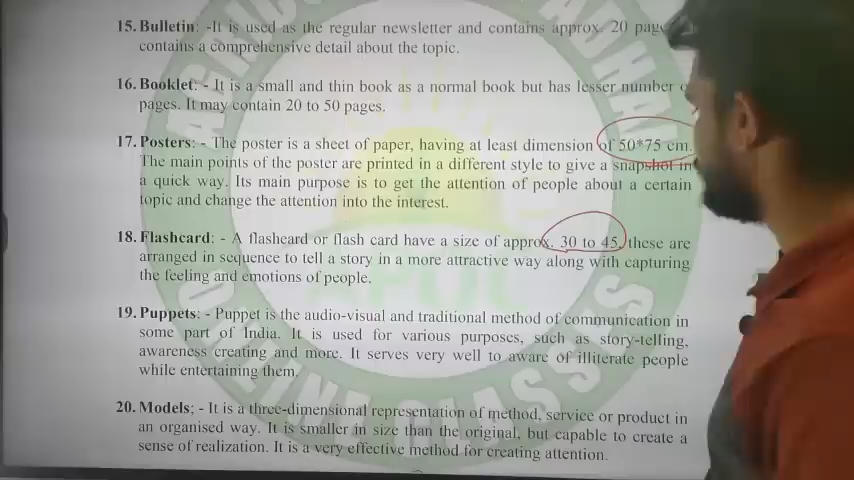 15. Bulletin: -It is used as the regular newsletter and contains approx. 20
contains a comprehensive detail about the topic.
16. Booklet: - It is a small and thin book as a normal book but has lesser number
pages. It may contain 20 to 50 pages.
17. Posters: - The poster is a sheet of paper, having at least dimension of 50*75 cm.
The main points of the poster are printed in a different style to give a snapshot in
a quick way. Its main purpose is to get the attention of people about a certain
topic and change the attention into the interest.
18. Flashcard: - A flashcard or flash card have a size of approx. 30 to 45, these are
arranged in sequence to tell a story in a more attractive way along with capturing
the feeling and emotions of people.
19. Puppets: - Puppet is the audio-visual and traditional method of communication in
some part of India. It is used for various purposes, such as story-telling,
awareness creating and more. It serves very well to aware of illiterate people
while entertaining them.
20. Models; - It is a three-dimensional representation of method, service or product in
an organised way. It is smaller in size than the original, but capable to create a
sense of realization. It is a very effective method for creating attention.
ONLINE CLASSES